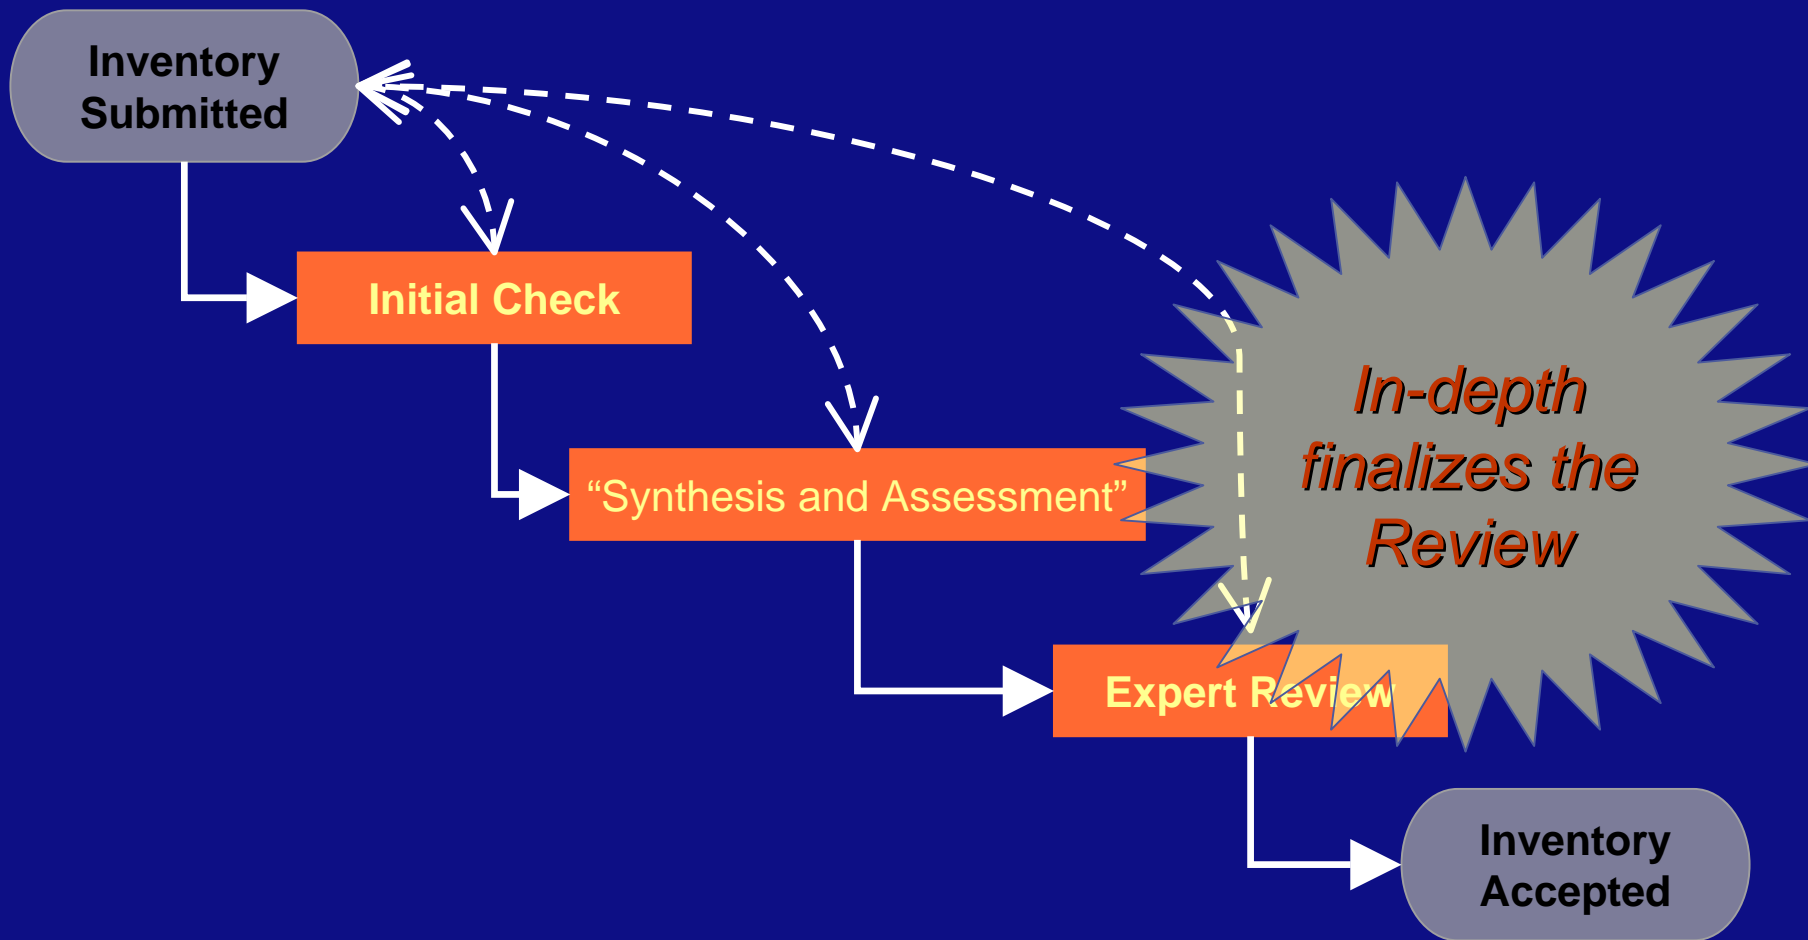 Inventory
Submitted
Initial Check
“Synthesis and Assessment”
In-depth
finalizes the
Review
Expert Review
Inventory
Accepted